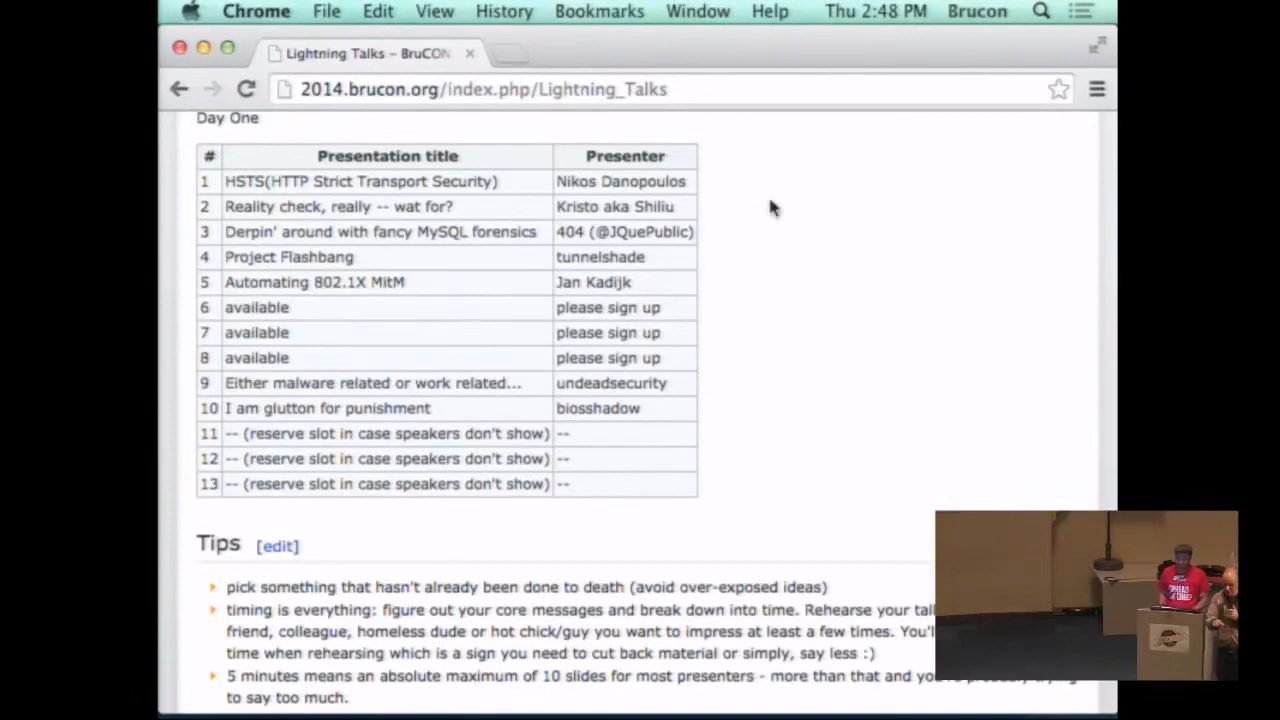 Chrome File Edit View History Bookmarks Window Help Thu 2:48 PM Brucon
Lightning Talks – BruCON
2014.brucon.org/index.php/Lightning_Talks
Day One
# Presentation title Presenter
1 HSTS(HTTP Strict Transport Security) Nikos Danopoulos
2 Reality check, really -- wat for? Kristo aka Shiliu
3 Derpin' around with fancy MySQL forensics 404 (@JQuePublic)
4 Project Flashbang tunnelshade
5 Automating 802.1X MitM Jan Kadijk
6 available please sign up
7 available please sign up
8 available please sign up
9 Either malware related or work related... undeadsecurity
10 I am glutton for punishment biosshadow
11 -- (reserve slot in case speakers don't show) --
12 -- (reserve slot in case speakers don't show) --
13 -- (reserve slot in case speakers don't show) --
Tips [edit]
pick something that hasn't already been done to death (avoid over-exposed ideas)
timing is everything: figure out your core messages and break down into time. Rehearse your
friend, colleague, homeless dude or hot chick/guy you want to impress at least a few times.
time when rehearsing which is a sign you need to cut back material or simply, say less :)
5 minutes means an absolute maximum of 10 slides for most presenters - more than that and
to say too much.